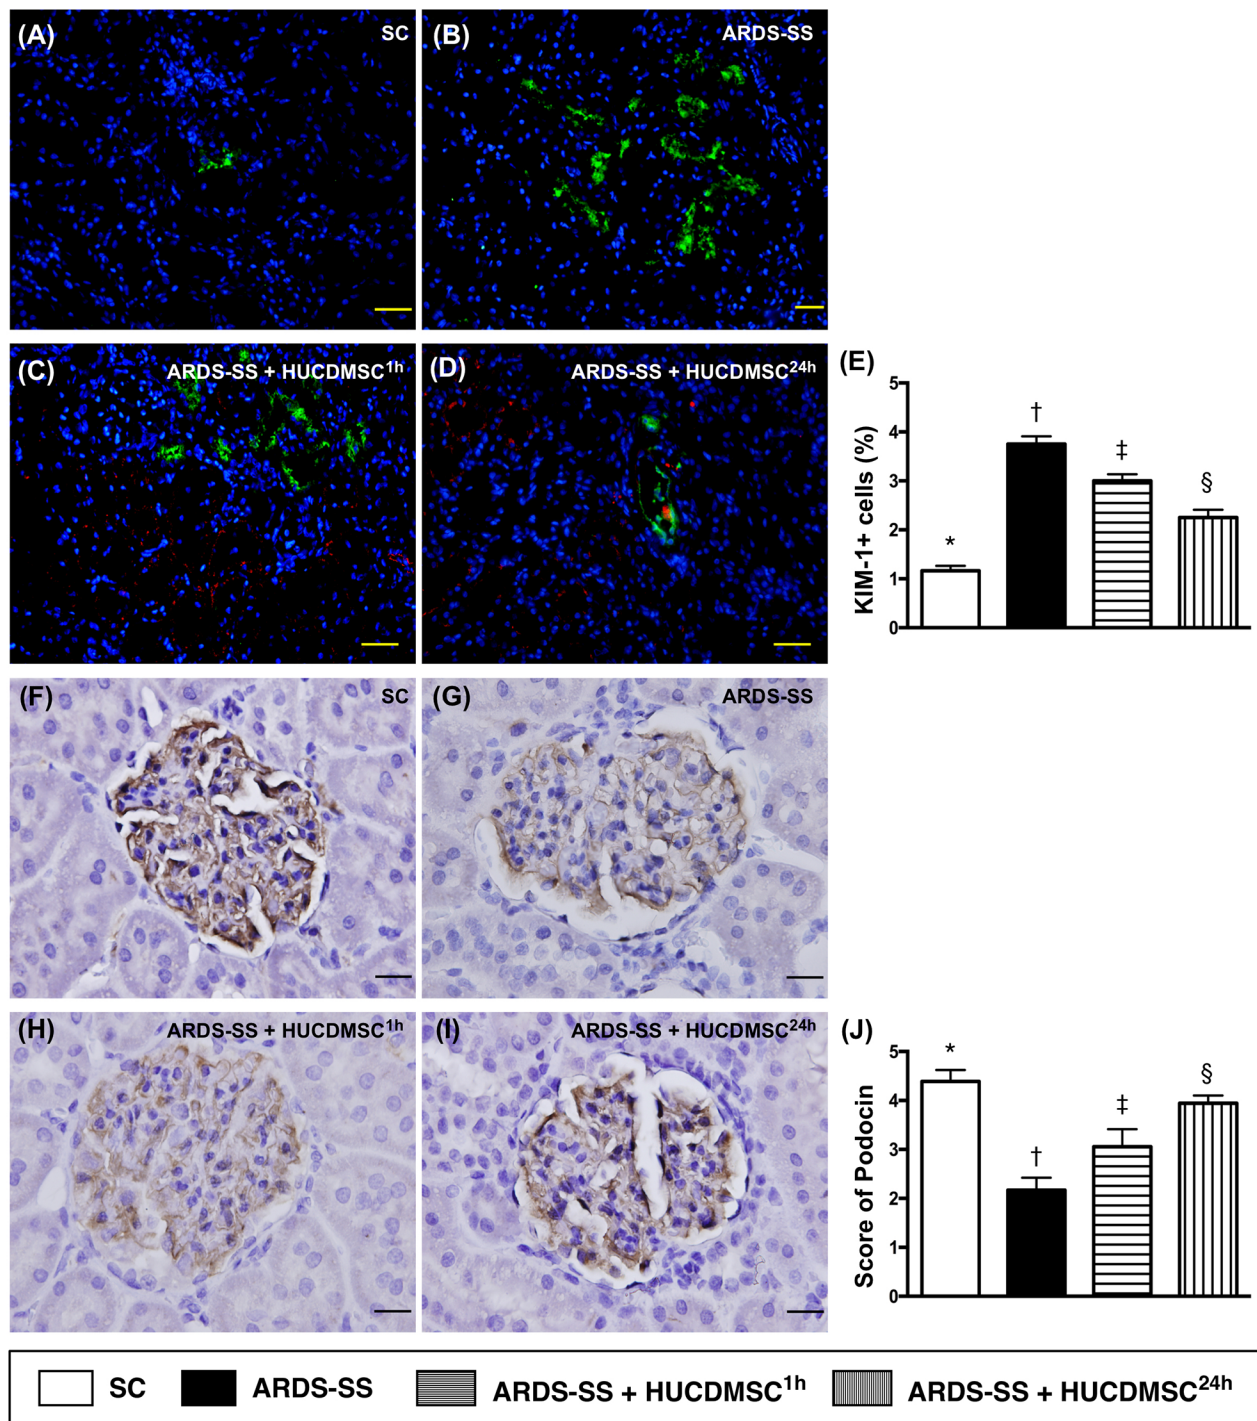 (A) SC
(B) ARDS-SS
(C) ARDS-SS + HUCDMSC1h
(D) ARDS-SS + HUCDMSC24h
(E)
KIM-1+ cells (%)
5
4
3
2
1
0
*
†
‡
§
(F) SC
(G) ARDS-SS
(H) ARDS-SS + HUCDMSC1h
(I) ARDS-SS + HUCDMSC24h
(J)
Score of Podocin
5
4
3
2
1
0
*
†
‡
§
SC ARDS-SS ARDS-SS + HUCDMSC1h ARDS-SS + HUCDMSC24h